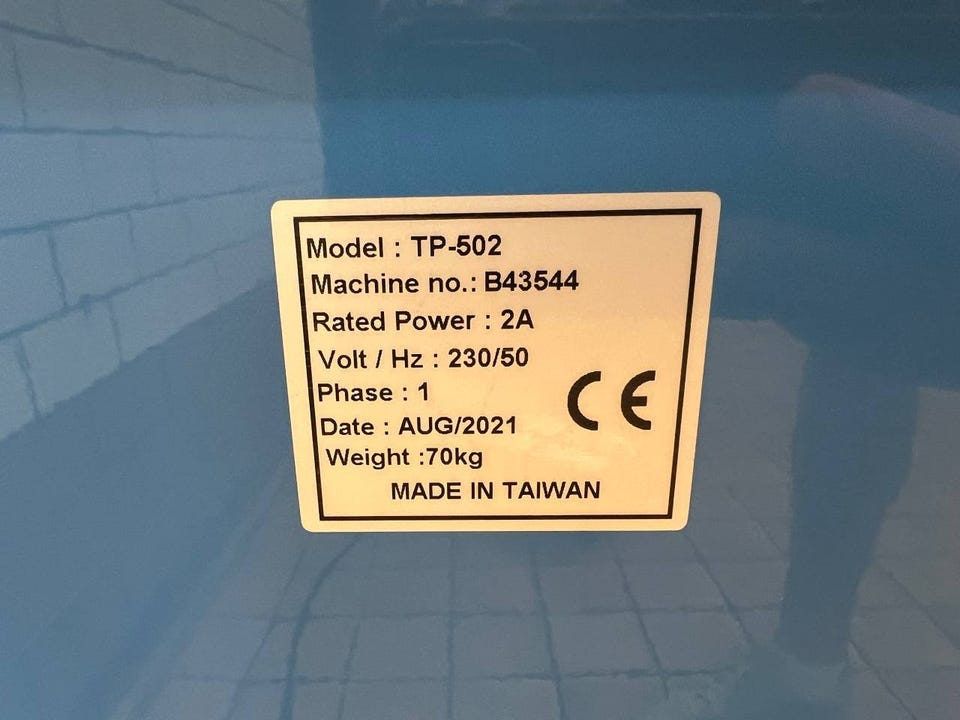 Model : TP-502
Machine no.: B43544
Rated Power : 2A
Volt / Hz : 230/50
Phase : 1
Date : AUG/2021
Weight :70kg
CE
MADE IN TAIWAN